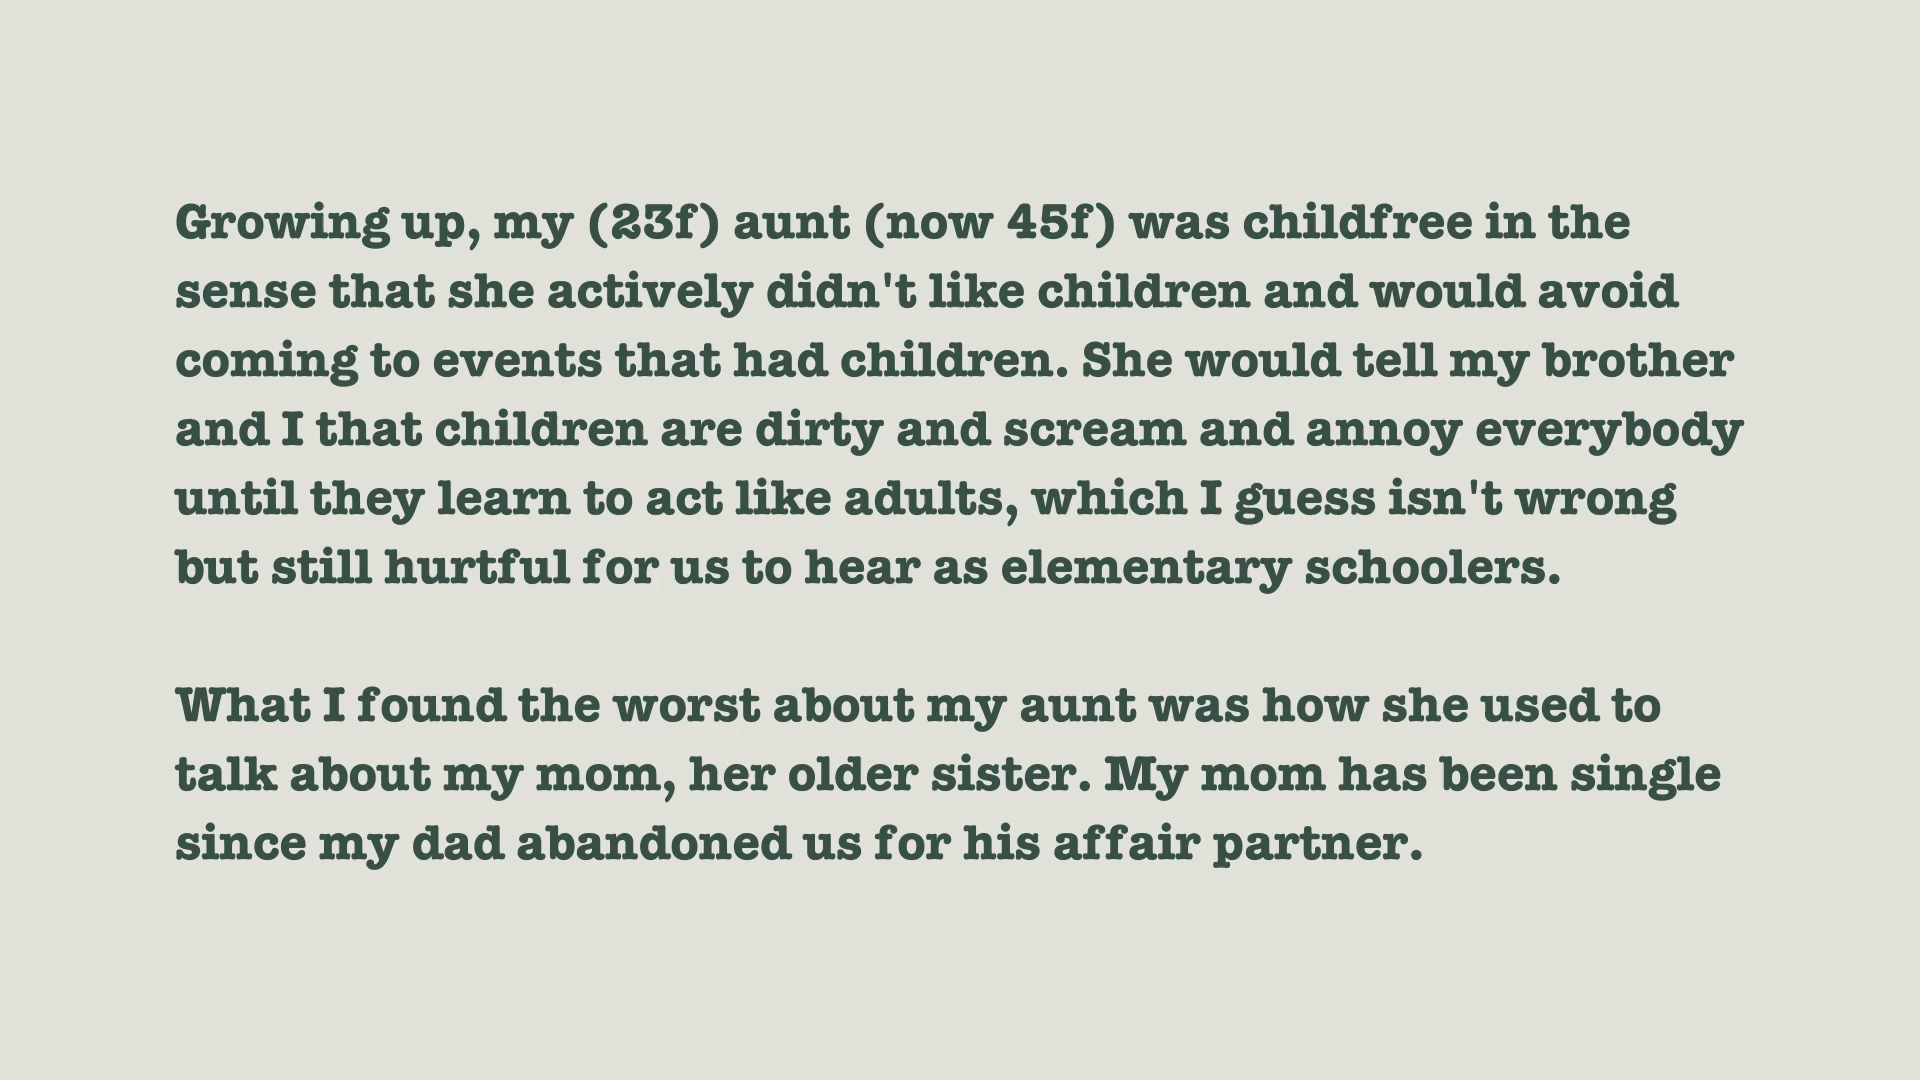 Growing up, my (23f) aunt (now 45f) was childfree in the
sense that she actively didn't like children and would avoid
coming to events that had children. She would tell my brother
and I that children are dirty and scream and annoy everybody
until they learn to act like adults, which I guess isn't wrong
but still hurtful for us to hear as elementary schoolers.
What I found the worst about my aunt was how she used to
talk about my mom, her older sister. My mom has been single
since my dad abandoned us for his affair partner.